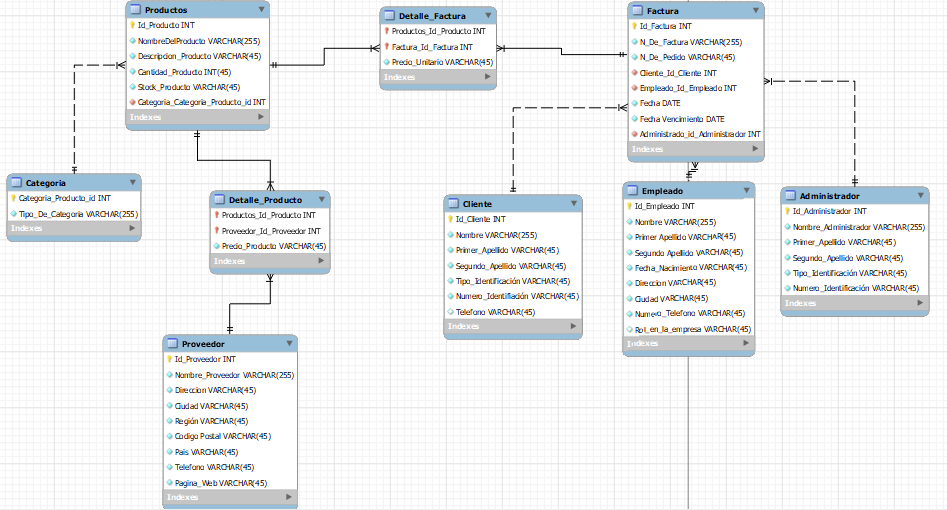 Productos
Id_Producto INT
NombreDelProducto VARCHAR(255)
Descripcion_Producto VARCHAR(45)
Cantidad_Producto INT(45)
Stock_Producto VARCHAR(45)
Categoria_Categoria_Producto_id INT
Indexes
Detalle_Factura
Productos_Id_Producto INT
Factura_Id_Factura INT
Precio_Unitario VARCHAR(45)
Indexes
Factura
Id_Factura INT
N_De_Factura VARCHAR(255)
N_De_Pedido VARCHAR(45)
Cliente_Id_Cliente INT
Empleado_Id_Empleado INT
Fecha DATE
Fecha Vencimiento DATE
Administrado_id_Administrador INT
Indexes
Categoria
Categoria_Producto_id INT
Tipo_De_Categoria VARCHAR(255)
Indexes
Detalle_Producto
Productos_Id_Producto INT
Proveedor_Id_Proveedor INT
Precio_Producto VARCHAR(45)
Indexes
Cliente
Id_Cliente INT
Nombre VARCHAR(255)
Primer_Apellido VARCHAR(45)
Segundo_Apellido VARCHAR(45)
Tipo_Identificación VARCHAR(45)
Numero_Identifiación VARCHAR(45)
Telefono VARCHAR(45)
Indexes
Empleado
Id_Empleado INT
Nombre VARCHAR(255)
Primer Apellido VARCHAR(45)
Segundo Apellido VARCHAR(45)
Fecha_Nacimiento VARCHAR(45)
Direccion VARCHAR(45)
Ciudad VARCHAR(45)
Numero_Telefono VARCHAR(45)
Rol_en_la_empresa VARCHAR(45)
Indexes
Administrador
Id_Administrador INT
Nombre_Administrador VARCHAR(255)
Primer_Apellido VARCHAR(45)
Segundo_Apellido VARCHAR(45)
Tipo_Identificación VARCHAR(45)
Numero_Identificación VARCHAR(45)
Indexes
Proveedor
Id_Proveedor INT
Nombre_Proveedor VARCHAR(255)
Direccion VARCHAR(45)
Ciudad VARCHAR(45)
Región VARCHAR(45)
Codigo Postal VARCHAR(45)
Pais VARCHAR(45)
Telefono VARCHAR(45)
Pagina_Web VARCHAR(45)
Indexes